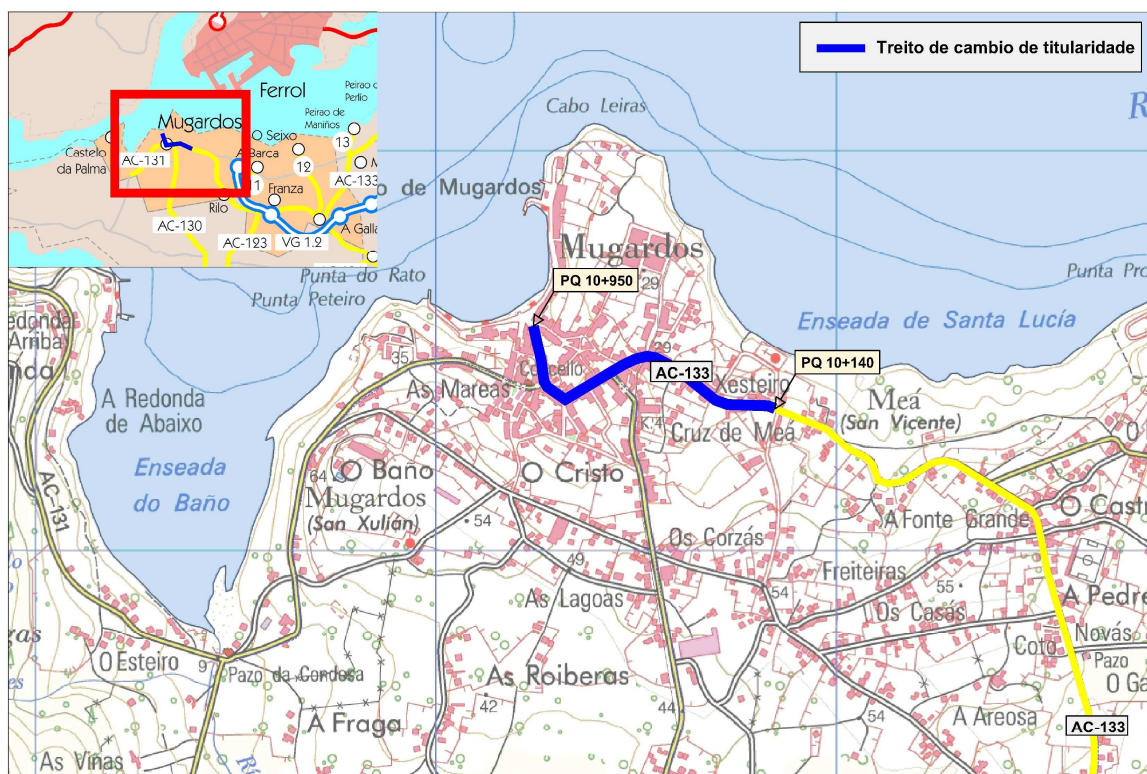 Treito de cambio de titularidade
Ferrol
Peirao de
Perlío
Peirao de
Maniños
Mugardos
O Seixo
13
Castelo
da Palma
AC-131
A Barca
12
AC-133
Franza
Rilo
AC-130
AC-123
VG 1.2
Cabo Leiras
o de Mugardos
Punta do Rato
Punta Peteiro
Mugardos
29
PQ 10+950
Enseada de Santa Lucía
Punta Pro
Arriba
35
As Mareas
29
AC-133
PQ 10+140
Xesteiro
Meá
(San Vicente)
Cruz de Meá
A Redonda
de Abaixo
Enseada
do Baño
64
O Baño
Mugardos
(San Xulián)
O Cristo
54
AC-131
A Fonte Grande
O Castr
Os Corzás
Freiteiras
55
54
49
As Lagoas
Os Casás
A Pedre
Novás
Coto
Pazo
O Ga
O Esteiro
9
Pazo da Condesa
As Roiberas
42
44
A Fraga
54
A Areosa
AC-133
As Viñas